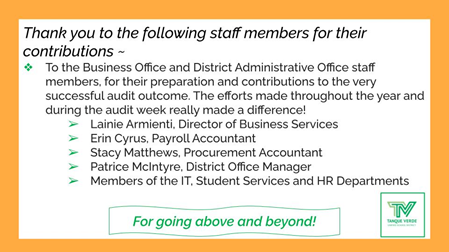 Thank you to the following staff members for their
contributions ~
❖ To the Business Office and District Administrative Office staff
members, for their preparation and contributions to the very
successful audit outcome. The efforts made throughout the year and
during the audit week really made a difference!
➢ Lainie Armienti, Director of Business Services
➢ Erin Cyrus, Payroll Accountant
➢ Stacy Matthews, Procurement Accountant
➢ Patrice McIntyre, District Office Manager
➢ Members of the IT, Student Services and HR Departments
For going above and beyond!
TV
TANQUE VERDE